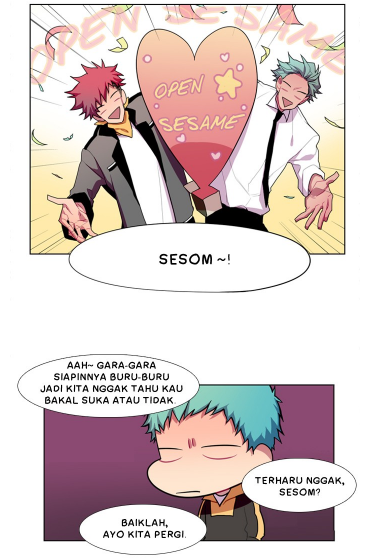 OPEN SESAME
OPEN
SESAME
SESOM ~!
AAH~ GARA-GARA
SIAPINNYA BURU-BURU
JADI KITA NGGAK TAHU KAU
BAKAL SUKA ATAU TIDAK.
TERHARU NGGAK,
SESOM?
BAIKLAH,
AYO KITA PERGI.